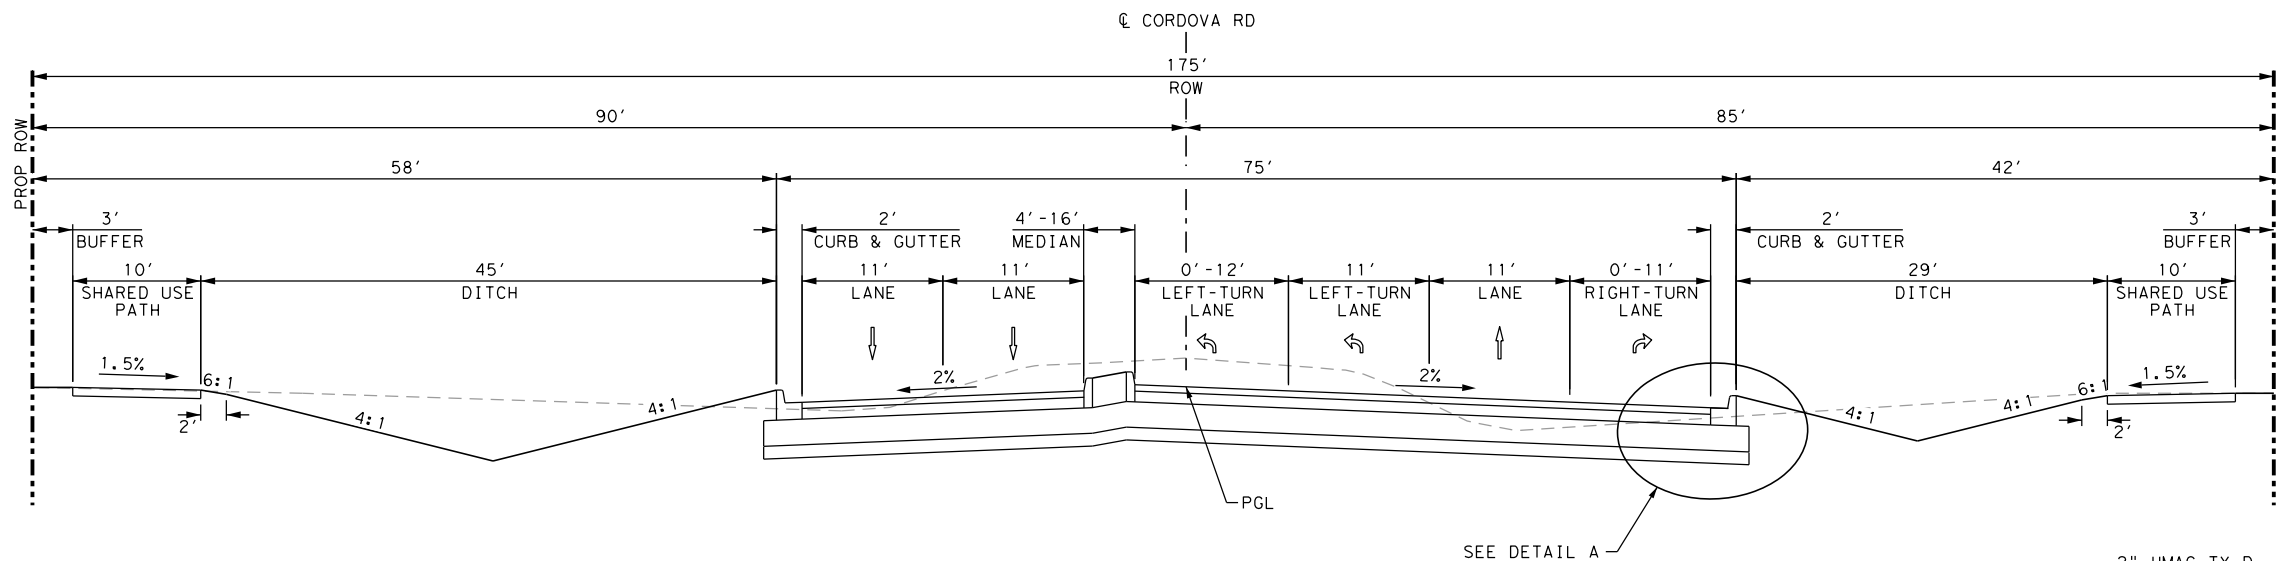 ℄ CORDOVA RD
175'
ROW
90'
85'
PROP ROW
58'
75'
42'
3'
BUFFER
2'
CURB & GUTTER
4'-16'
MEDIAN
2'
CURB & GUTTER
3'
BUFFER
10'
SHARED USE
PATH
45'
DITCH
11'
LANE
11'
LANE
0'-12'
LEFT-TURN
LANE
11'
LEFT-TURN
LANE
11'
LANE
0'-11'
RIGHT-TURN
LANE
29'
DITCH
10'
SHARED USE
PATH
1.5%
6:1
2'
4:1
4:1
2%
2%
4:1
4:1
6:1
1.5%
2'
PGL
SEE DETAIL A